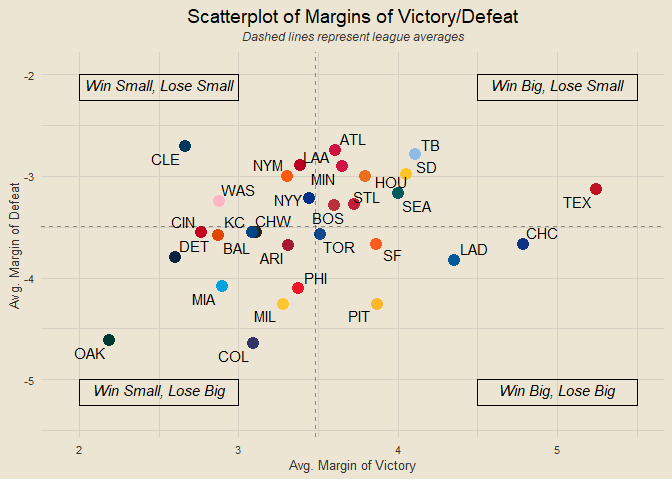 Scatterplot of Margins of Victory/Defeat
Dashed lines represent league averages
-2
Win Small, Lose Small
Win Big, Lose Small
ATL
TB
CLE
NYM
LAA
SD
-3
MIN
HOU
WAS
NYY
STL
SEA
TEX
CIN
KC
CHW
BOS
CHC
DET
BAL
ARI
TOR
SF
LAD
Avg. Margin of Defeat
-4
PHI
MIA
MIL
PIT
OAK
COL
-5
Win Small, Lose Big
Win Big, Lose Big
2
3
4
5
Avg. Margin of Victory